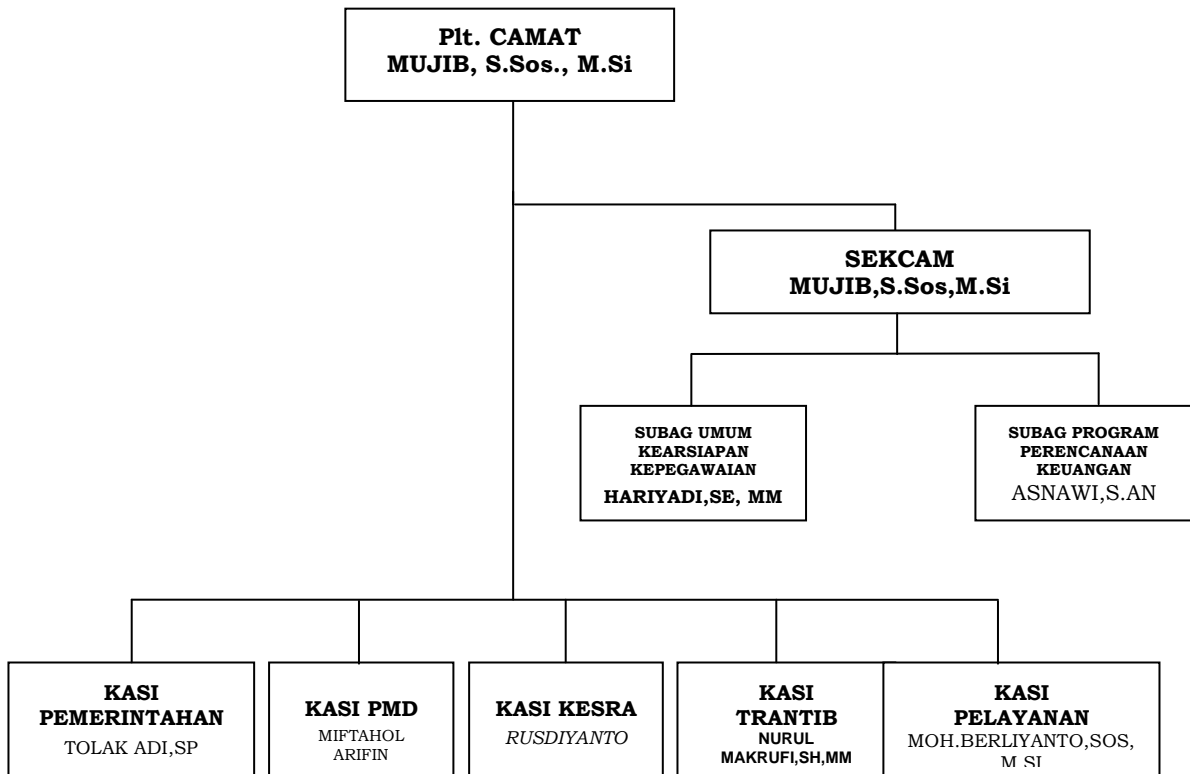 Plt. CAMAT
MUJIB, S.Sos., M.Si
SEKCAM
MUJIB,S.Sos,M.Si
SUBAG UMUM
KEARSIAPAN
KEPEGAWAIAN
HARIYADI,SE, MM
SUBAG PROGRAM
PERENCANAAN
KEUANGAN
ASNAWI,S.AN
KASI
PEMERINTAHAN
TOLAK ADI,SP
KASI PMD
MIFTAHOL
ARIFIN
KASI KESRA
RUSDIYANTO
KASI
TRANTIB
NURUL
MAKRUFI,SH,MM
KASI
PELAYANAN
MOH.BERLIYANTO,SOS,
M.SI